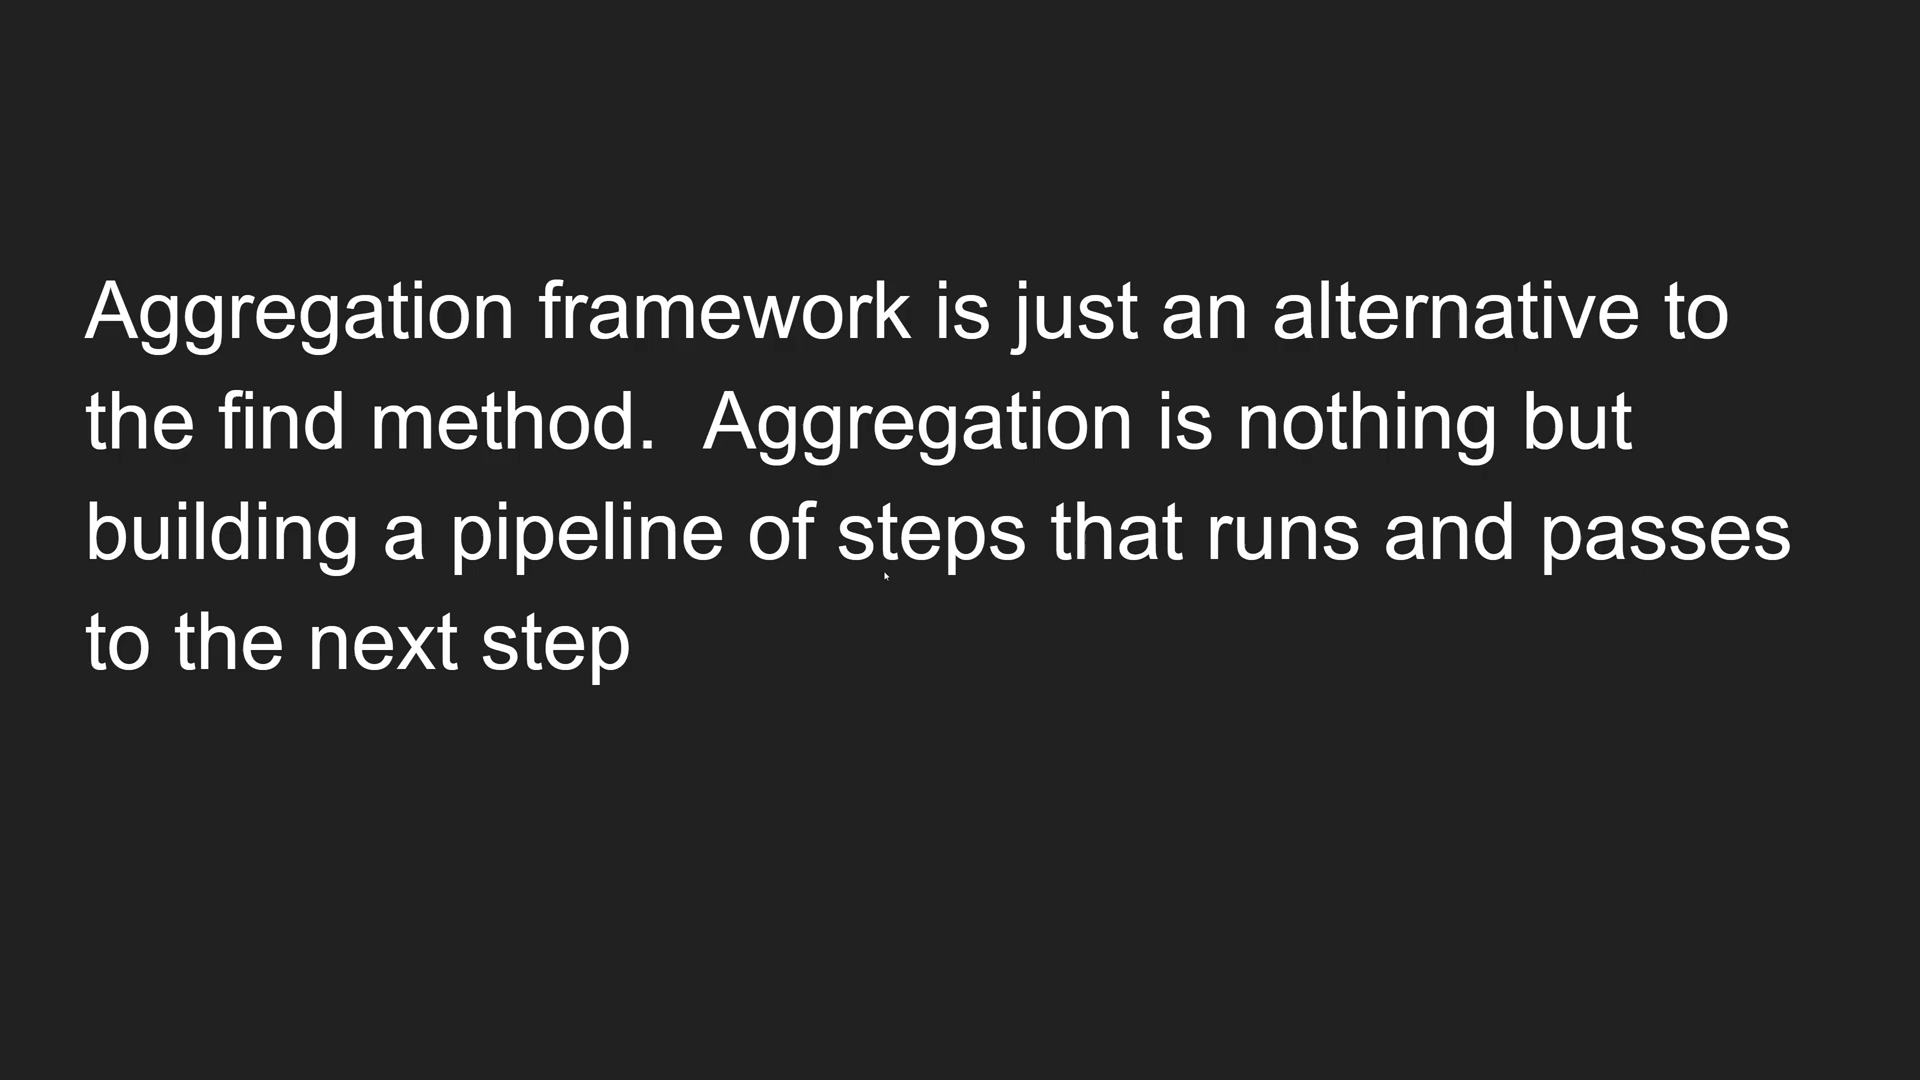 Aggregation framework is just an alternative to
the find method.  Aggregation is nothing but
building a pipeline of steps that runs and passes
to the next step